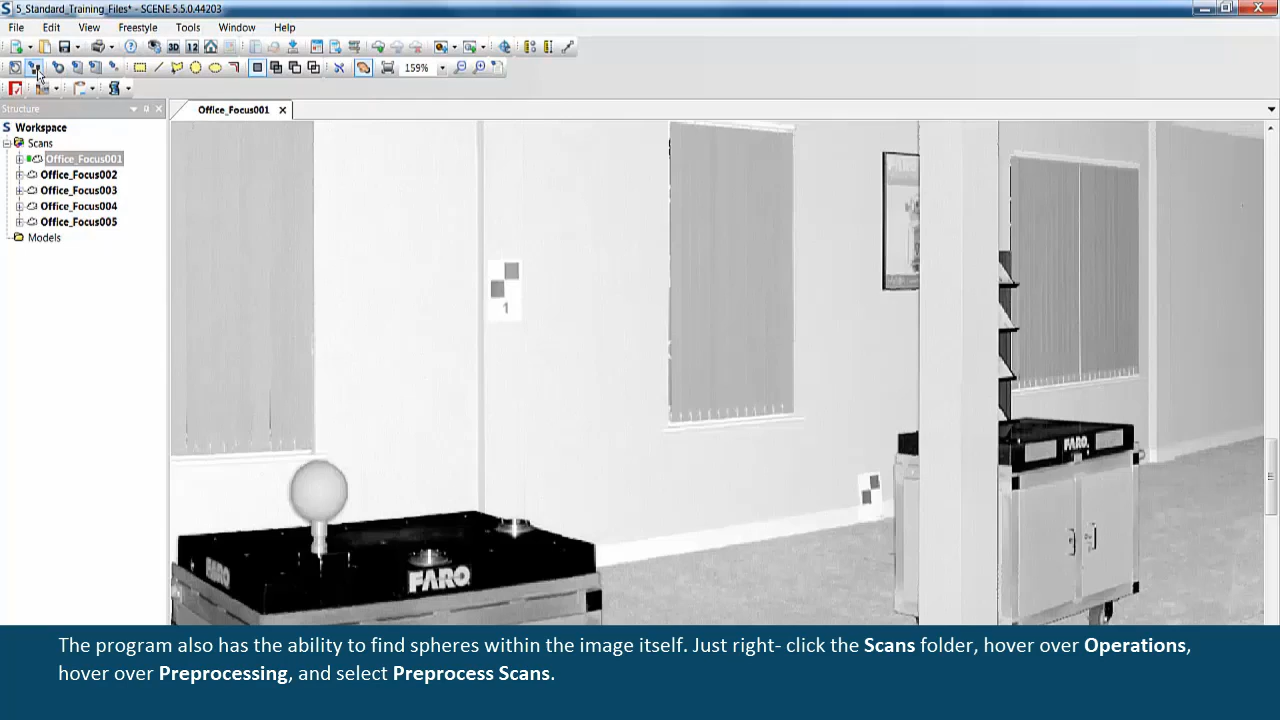 5_Standard_Training_Files* - SCENE 5.5.0.44203
File Edit View Freestyle Tools Window Help
3D 12
159%
Structure
Office_Focus001
Workspace
Scans
Office_Focus001
Office_Focus002
Office_Focus003
Office_Focus004
Office_Focus005
Models
1
FARO
FARO
FARO
The program also has the ability to find spheres within the image itself. Just right- click the Scans folder, hover over Operations,
hover over Preprocessing, and select Preprocess Scans.